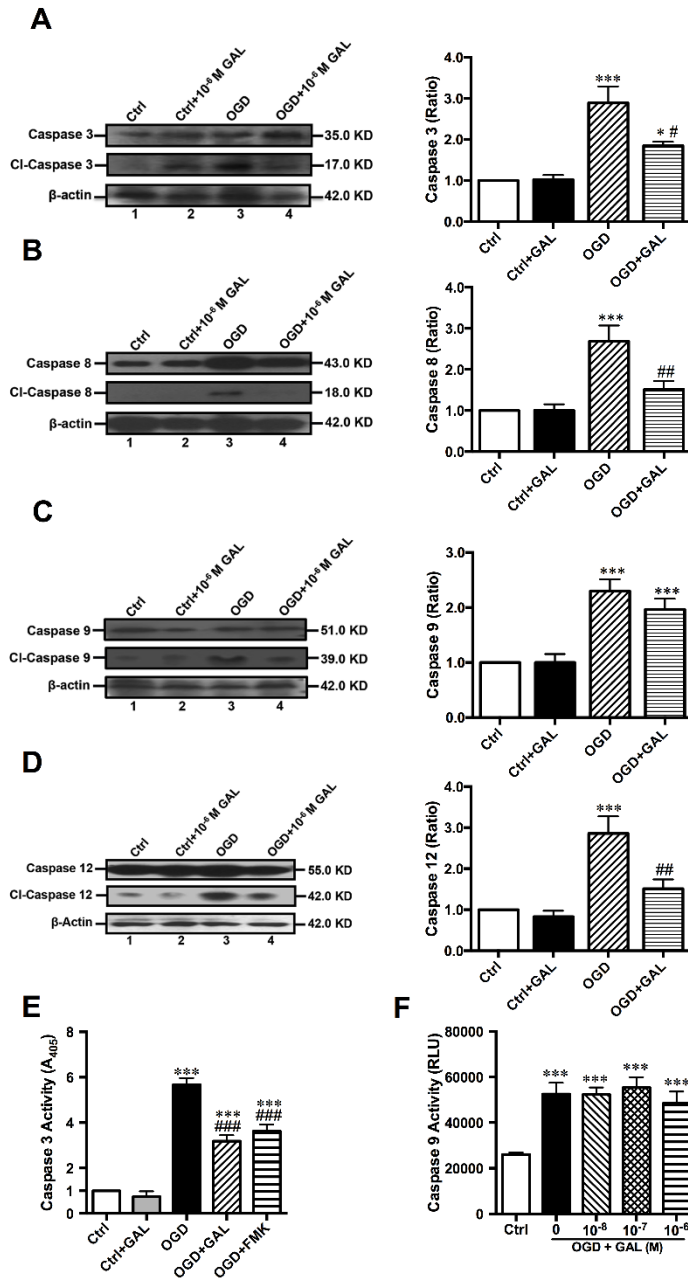 A
Ctrl
Ctrl+10-6 M GAL
OGD
OGD+10-6 M GAL
Caspase 3
35.0 KD
Cl-Caspase 3
17.0 KD
β-actin
42.0 KD
1 2 3 4
Caspase 3 (Ratio)
4.0
3.0
2.0
1.0
0.0
***
* #
Ctrl
Ctrl+GAL
OGD
OGD+GAL
B
Ctrl
Ctrl+10-6 M GAL
OGD
OGD+10-6 M GAL
Caspase 8
43.0 KD
Cl-Caspase 8
18.0 KD
β-actin
42.0 KD
1 2 3 4
Caspase 8 (Ratio)
4.0
3.0
2.0
1.0
0.0
***
##
Ctrl
Ctrl+GAL
OGD
OGD+GAL
C
Ctrl
Ctrl+10-6 M GAL
OGD
OGD+10-6 M GAL
Caspase 9
51.0 KD
Cl-Caspase 9
39.0 KD
β-actin
42.0 KD
1 2 3 4
Caspase 9 (Ratio)
3.0
2.0
1.0
0.0
***
***
Ctrl
Ctrl+GAL
OGD
OGD+GAL
D
Ctrl
Ctrl+10-6 M GAL
OGD
OGD+10-6 M GAL
Caspase 12
55.0 KD
Cl-Caspase 12
42.0 KD
β-Actin
42.0 KD
1 2 3 4
Caspase 12 (Ratio)
4.0
3.0
2.0
1.0
0.0
***
##
Ctrl
Ctrl+GAL
OGD
OGD+GAL
E
Caspase 3 Activity (A405)
8
6
4
2
1
0
***
***
###
***
###
Ctrl
Ctrl+GAL
OGD
OGD+GAL
OGD+FMK
F
Caspase 9 Activity (RLU)
80000
60000
40000
20000
0
***
***
***
***
Ctrl
0 10-8 10-7 10-6
OGD + GAL (M)